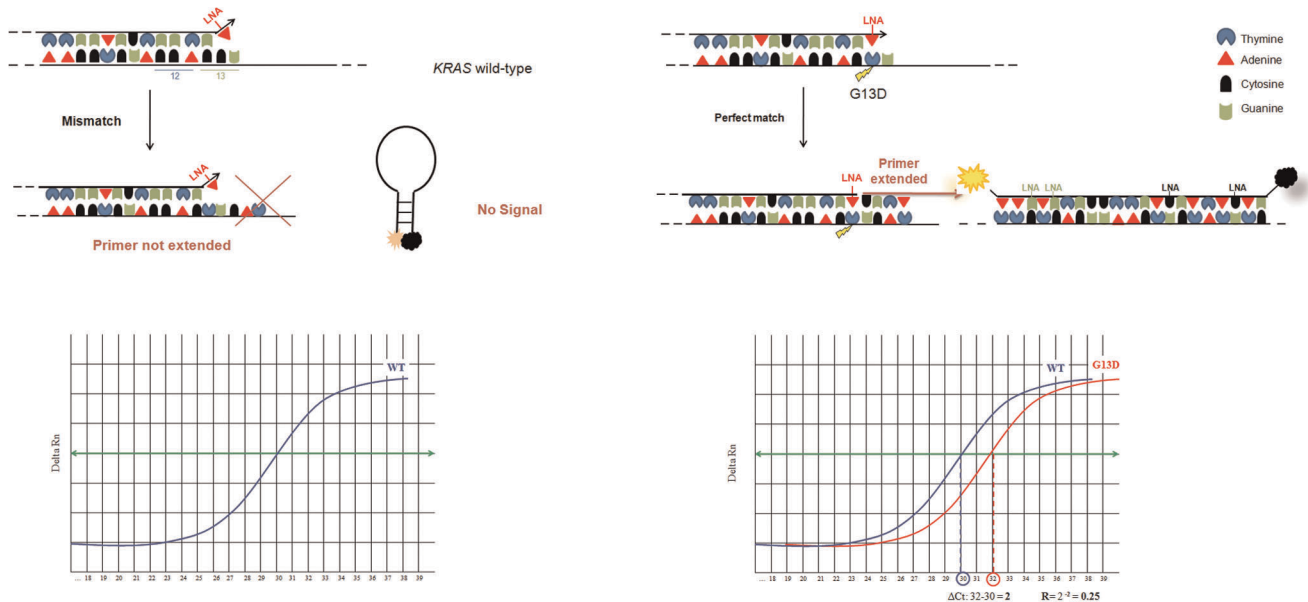 LNA
12
13
KRAS wild-type
Mismatch
LNA
No Signal
Primer not extended
LNA
G13D
Thymine
Adenine
Cytosine
Guanine
Perfect match
LNA
Primer
extended
LNA LNA
LNA
LNA
WT
Delta Rn
... 18 19 20 21 22 23 24 25 26 27 28 29 30 31 32 33 34 35 36 37 38 39
WT
G13D
Delta Rn
... 18 19 20 21 22 23 24 25 26 27 28 29 30 31 32 33 34 35 36 37 38 39
ΔCt: 32-30 = 2 R= 2 -2 = 0.25